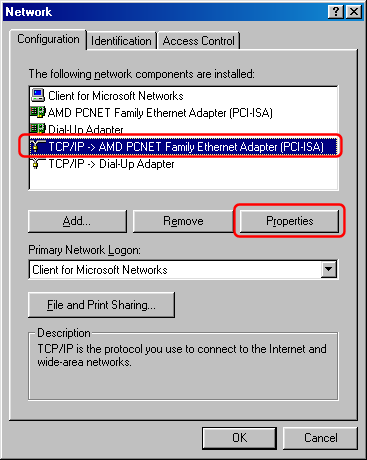 Network
Configuration Identification Access Control
The following network components are installed:
Client for Microsoft Networks
AMD PCNET Family Ethernet Adapter (PCI-ISA)
Dial-Up Adapter
TCP/IP -> AMD PCNET Family Ethernet Adapter (PCI-ISA)
TCP/IP -> Dial-Up Adapter
Add... Remove Properties
Primary Network Logon:
Client for Microsoft Networks
File and Print Sharing...
Description
TCP/IP is the protocol you use to connect to the Internet and
wide-area networks.
OK Cancel